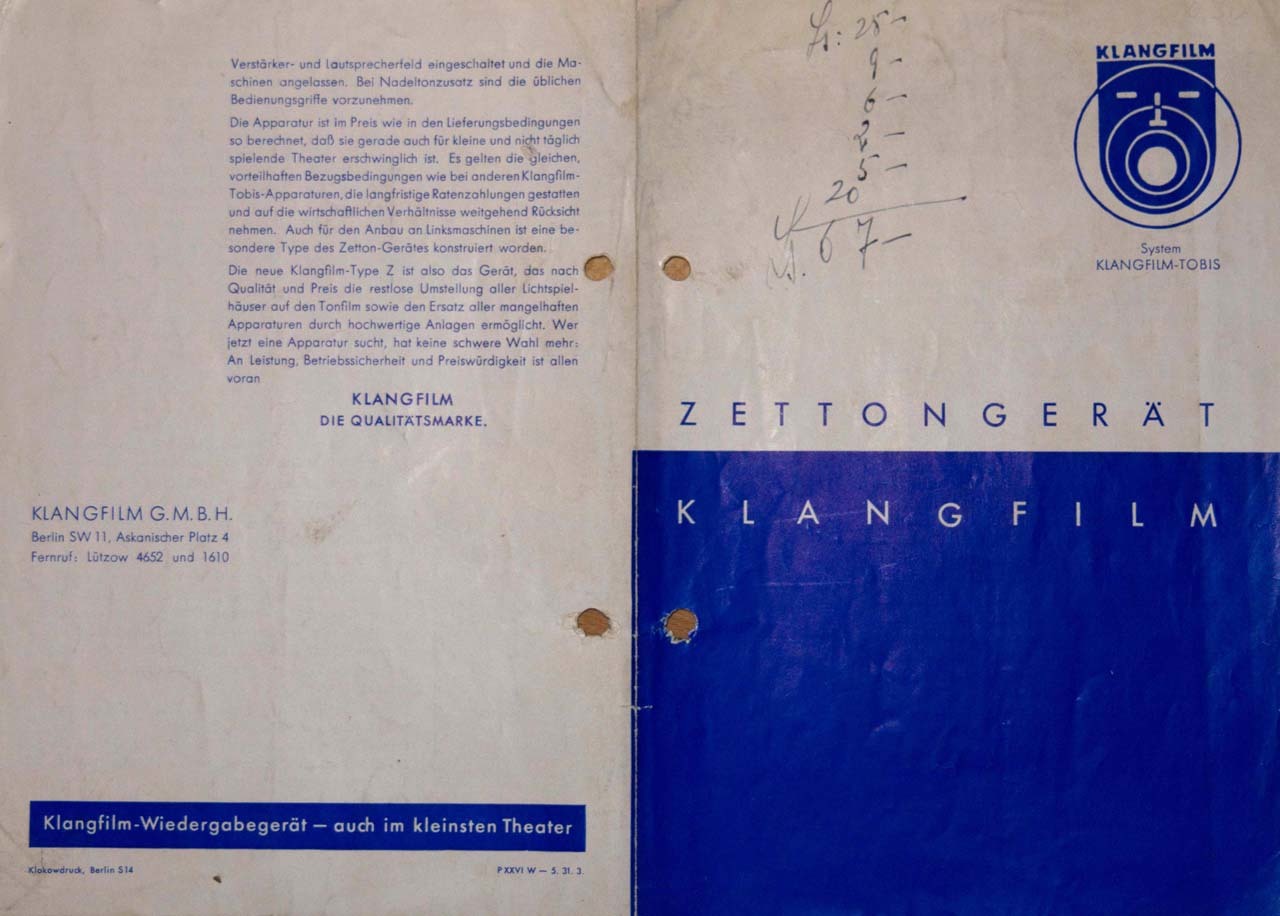 Verstärker- und Lautsprecherfeld eingeschaltet und die Ma-
schinen angelassen. Bei Nadeltonzusatz sind die üblichen
Bedienungsgriffe vorzunehmen.
Die Apparatur ist im Preis wie in den Lieferungsbedingungen
so berechnet, daß sie gerade auch für kleine und nicht täglich
spielende Theater erschwinglich ist. Es gelten die gleichen,
vorteilhaften Bezugsbedingungen wie bei anderen Klangfilm-
Tobis-Apparaturen, die langfristige Ratenzahlungen gestatten
und auf die wirtschaftlichen Verhältnisse weitgehend Rücksicht
nehmen. Auch für den Anbau an Linksmaschinen ist eine be-
sondere Type des Zetton-Gerätes konstruiert worden.
Die neue Klangfilm-Type Z ist also das Gerät, das nach
Qualität und Preis die restlose Umstellung aller Lichtspiel-
häuser auf den Tonfilm sowie den Ersatz aller mangelhaften
Apparaturen durch hochwertige Anlagen ermöglicht. Wer
jetzt eine Apparatur sucht, hat keine schwere Wahl mehr:
An Leistung, Betriebssicherheit und Preiswürdigkeit ist allen
voran
KLANGFILM
DIE QUALITÄTSMARKE.
KLANGFILM G.M.B.H.
Berlin SW 11, Askanischer Platz 4
Fernruf: Lützow 4652 und 1610
Klangfilm-Wiedergabegerät — auch im kleinsten Theater
Klokowdruck, Berlin S14
P XXVI W — 5. 31. 3.
25-
9-
6-
2-
5-
20
67-
KLANGFILM
System
KLANGFILM-TOBIS
ZETTONGERÄT
KLANGFILM